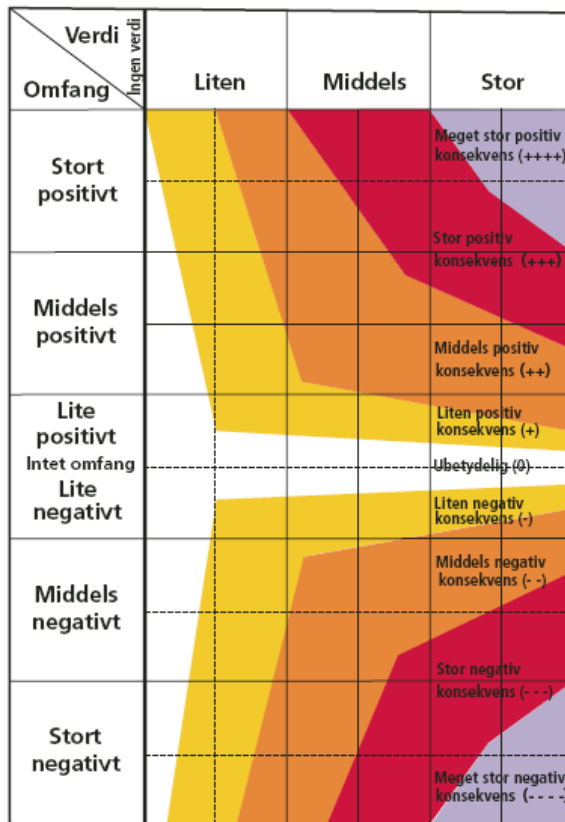 Verdi
Omfang
Ingen verdi
Liten
Middels
Stor
Stort
positivt
Meget stor positiv
konsekvens (++++)
Stor positiv
konsekvens (+++)
Middels
positivt
Middels positiv
konsekvens (++)
Lite
positivt
Liten positiv
konsekvens (+)
Intet omfang
Ubetydelig (0)
Lite
negativt
Liten negativ
konsekvens (-)
Middels
negativt
Middels negativ
konsekvens (- -)
Stor negativ
konsekvens (- - -)
Stort
negativt
Meget stor negativ
konsekvens (- - - -)